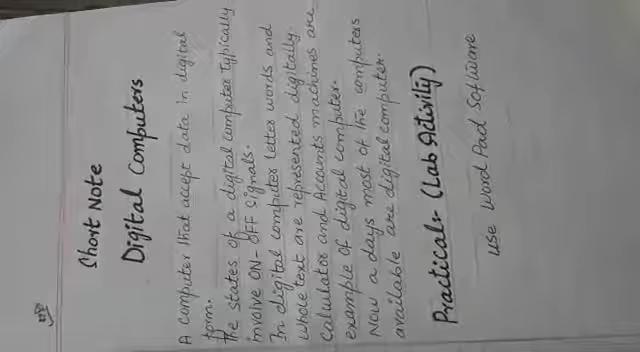 Short Note
Digital Computers
A computer that accept data in digital
form.
The states of a digital computer typically
involve ON-OFF signals.
In digital computer letter words and
whole text are represented digitally.
Calculator and Accounts machines are
example of digital computer.
Now a days most of the computers
available are digital computer.
Practical:- (Lab Activity)
Use Word Pad Software